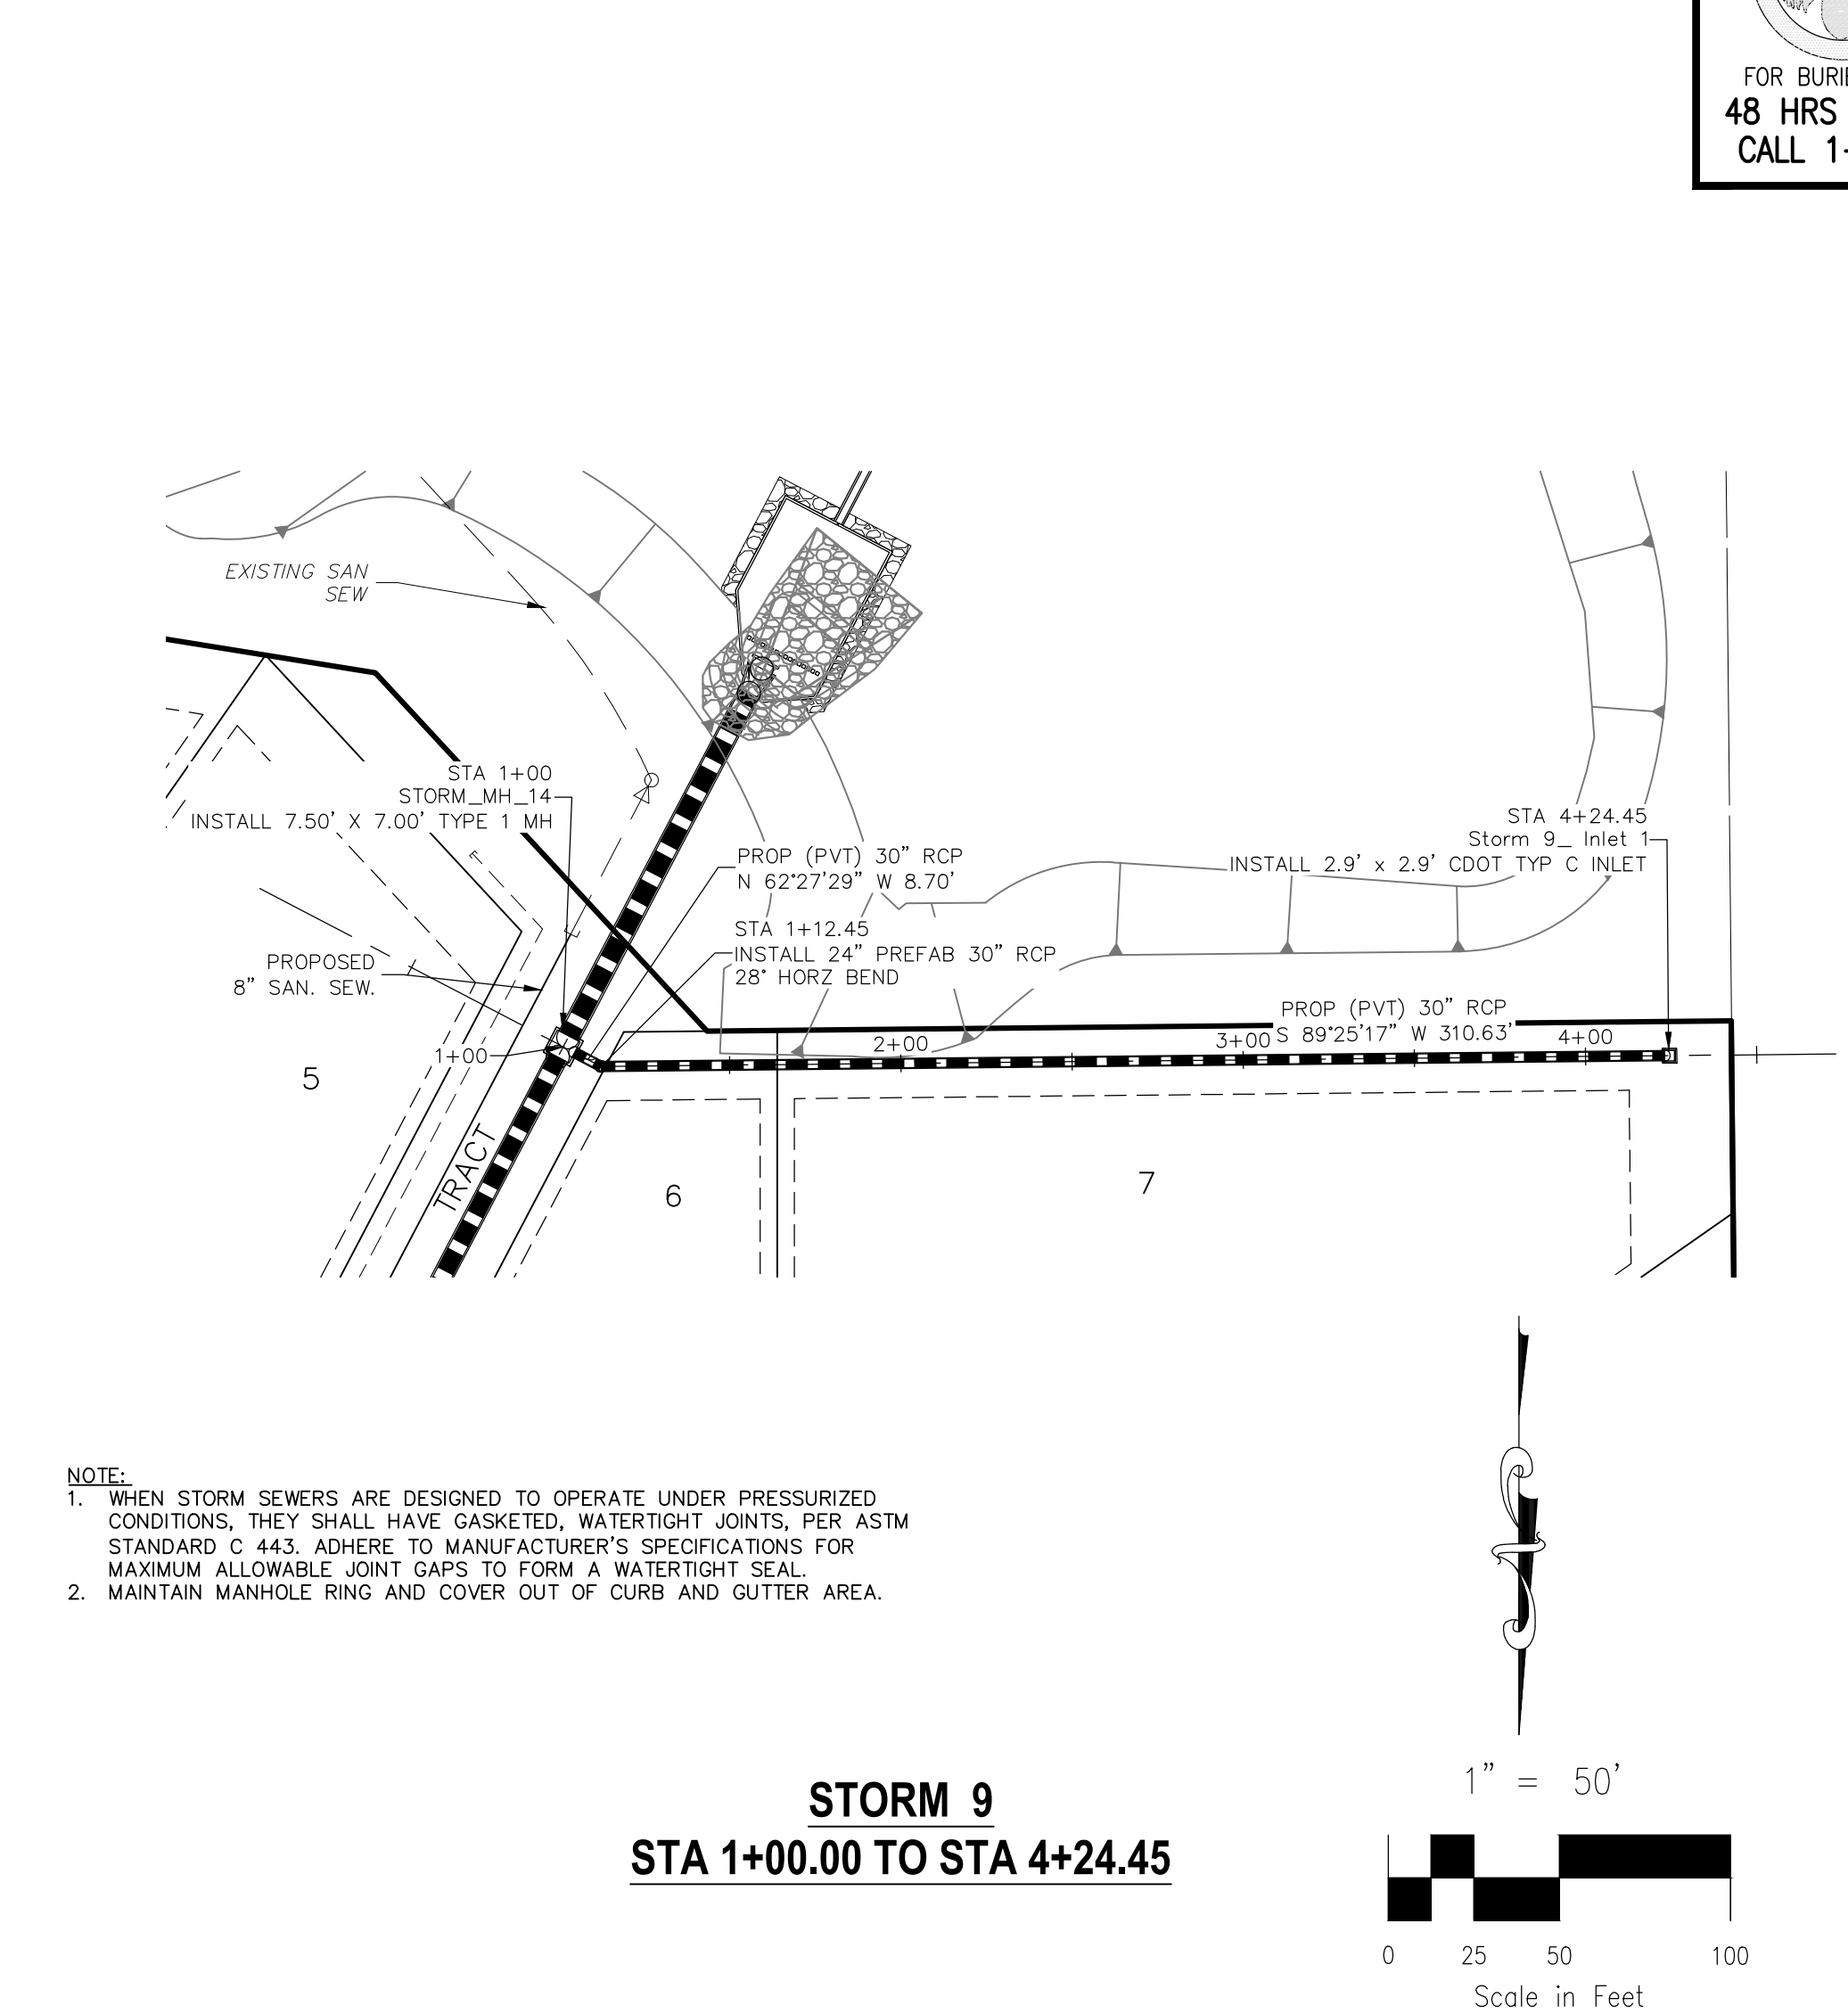 FOR BURIE
48 HRS
CALL 1-
EXISTING SAN
SEW
STA 1+00
STORM_MH_14
INSTALL 7.50' X 7.00' TYPE 1 MH
PROP (PVT) 30" RCP
N 62°27'29" W 8.70'
STA 1+12.45
INSTALL 24" PREFAB 30" RCP
28° HORZ BEND
STA 4+24.45
Storm 9_ Inlet 1
INSTALL 2.9' x 2.9' CDOT TYP C INLET
PROPOSED
8" SAN. SEW.
PROP (PVT) 30" RCP
S 89°25'17" W 310.63'
1+00
2+00
3+00
4+00
5
TRACT
6
7
NOTE:
1. WHEN STORM SEWERS ARE DESIGNED TO OPERATE UNDER PRESSURIZED
CONDITIONS, THEY SHALL HAVE GASKETED, WATERTIGHT JOINTS, PER ASTM
STANDARD C 443. ADHERE TO MANUFACTURER'S SPECIFICATIONS FOR
MAXIMUM ALLOWABLE JOINT GAPS TO FORM A WATERTIGHT SEAL.
2. MAINTAIN MANHOLE RING AND COVER OUT OF CURB AND GUTTER AREA.
STORM 9
STA 1+00.00 TO STA 4+24.45
1" = 50'
0 25 50 100
Scale in Feet